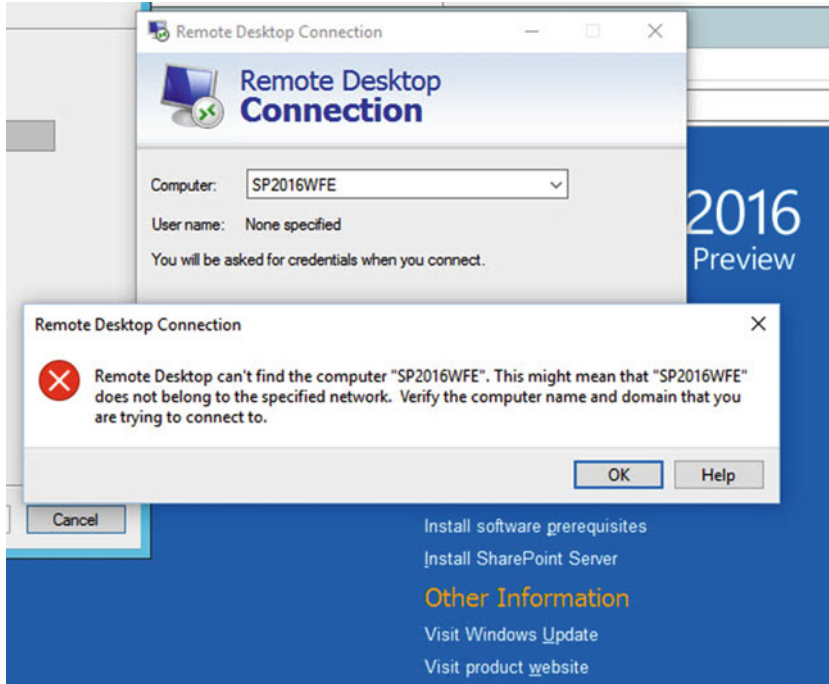 Remote Desktop Connection
Remote Desktop
Connection
Computer:
SP2016WFE
User name:
None specified
You will be asked for credentials when you connect.
2016
Preview
Remote Desktop Connection
Remote Desktop can't find the computer "SP2016WFE". This might mean that "SP2016WFE"
does not belong to the specified network. Verify the computer name and domain that you
are trying to connect to.
OK
Help
Cancel
Install software prerequisites
Install SharePoint Server
Other Information
Visit Windows Update
Visit product website